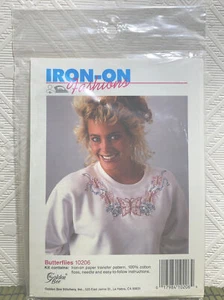 IRON-ON
Fashions
Butterflies 10206
Kit contains: Iron-on paper transfer pattern, 100% cotton
floss, needle and easy-to-follow instructions.
Golden
Bee